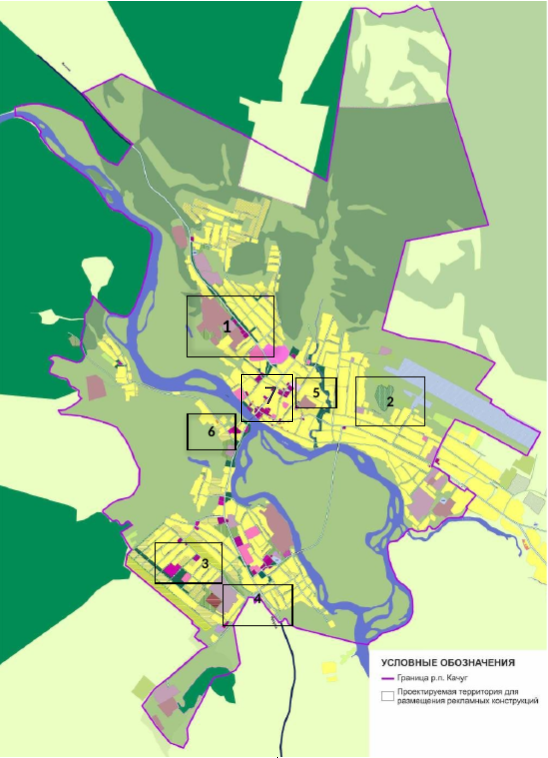 1
7
5
2
6
3
4
УСЛОВНЫЕ ОБОЗНАЧЕНИЯ
Граница р.п. Качуг
Проектируемая территория для
размещения рекламных конструкций